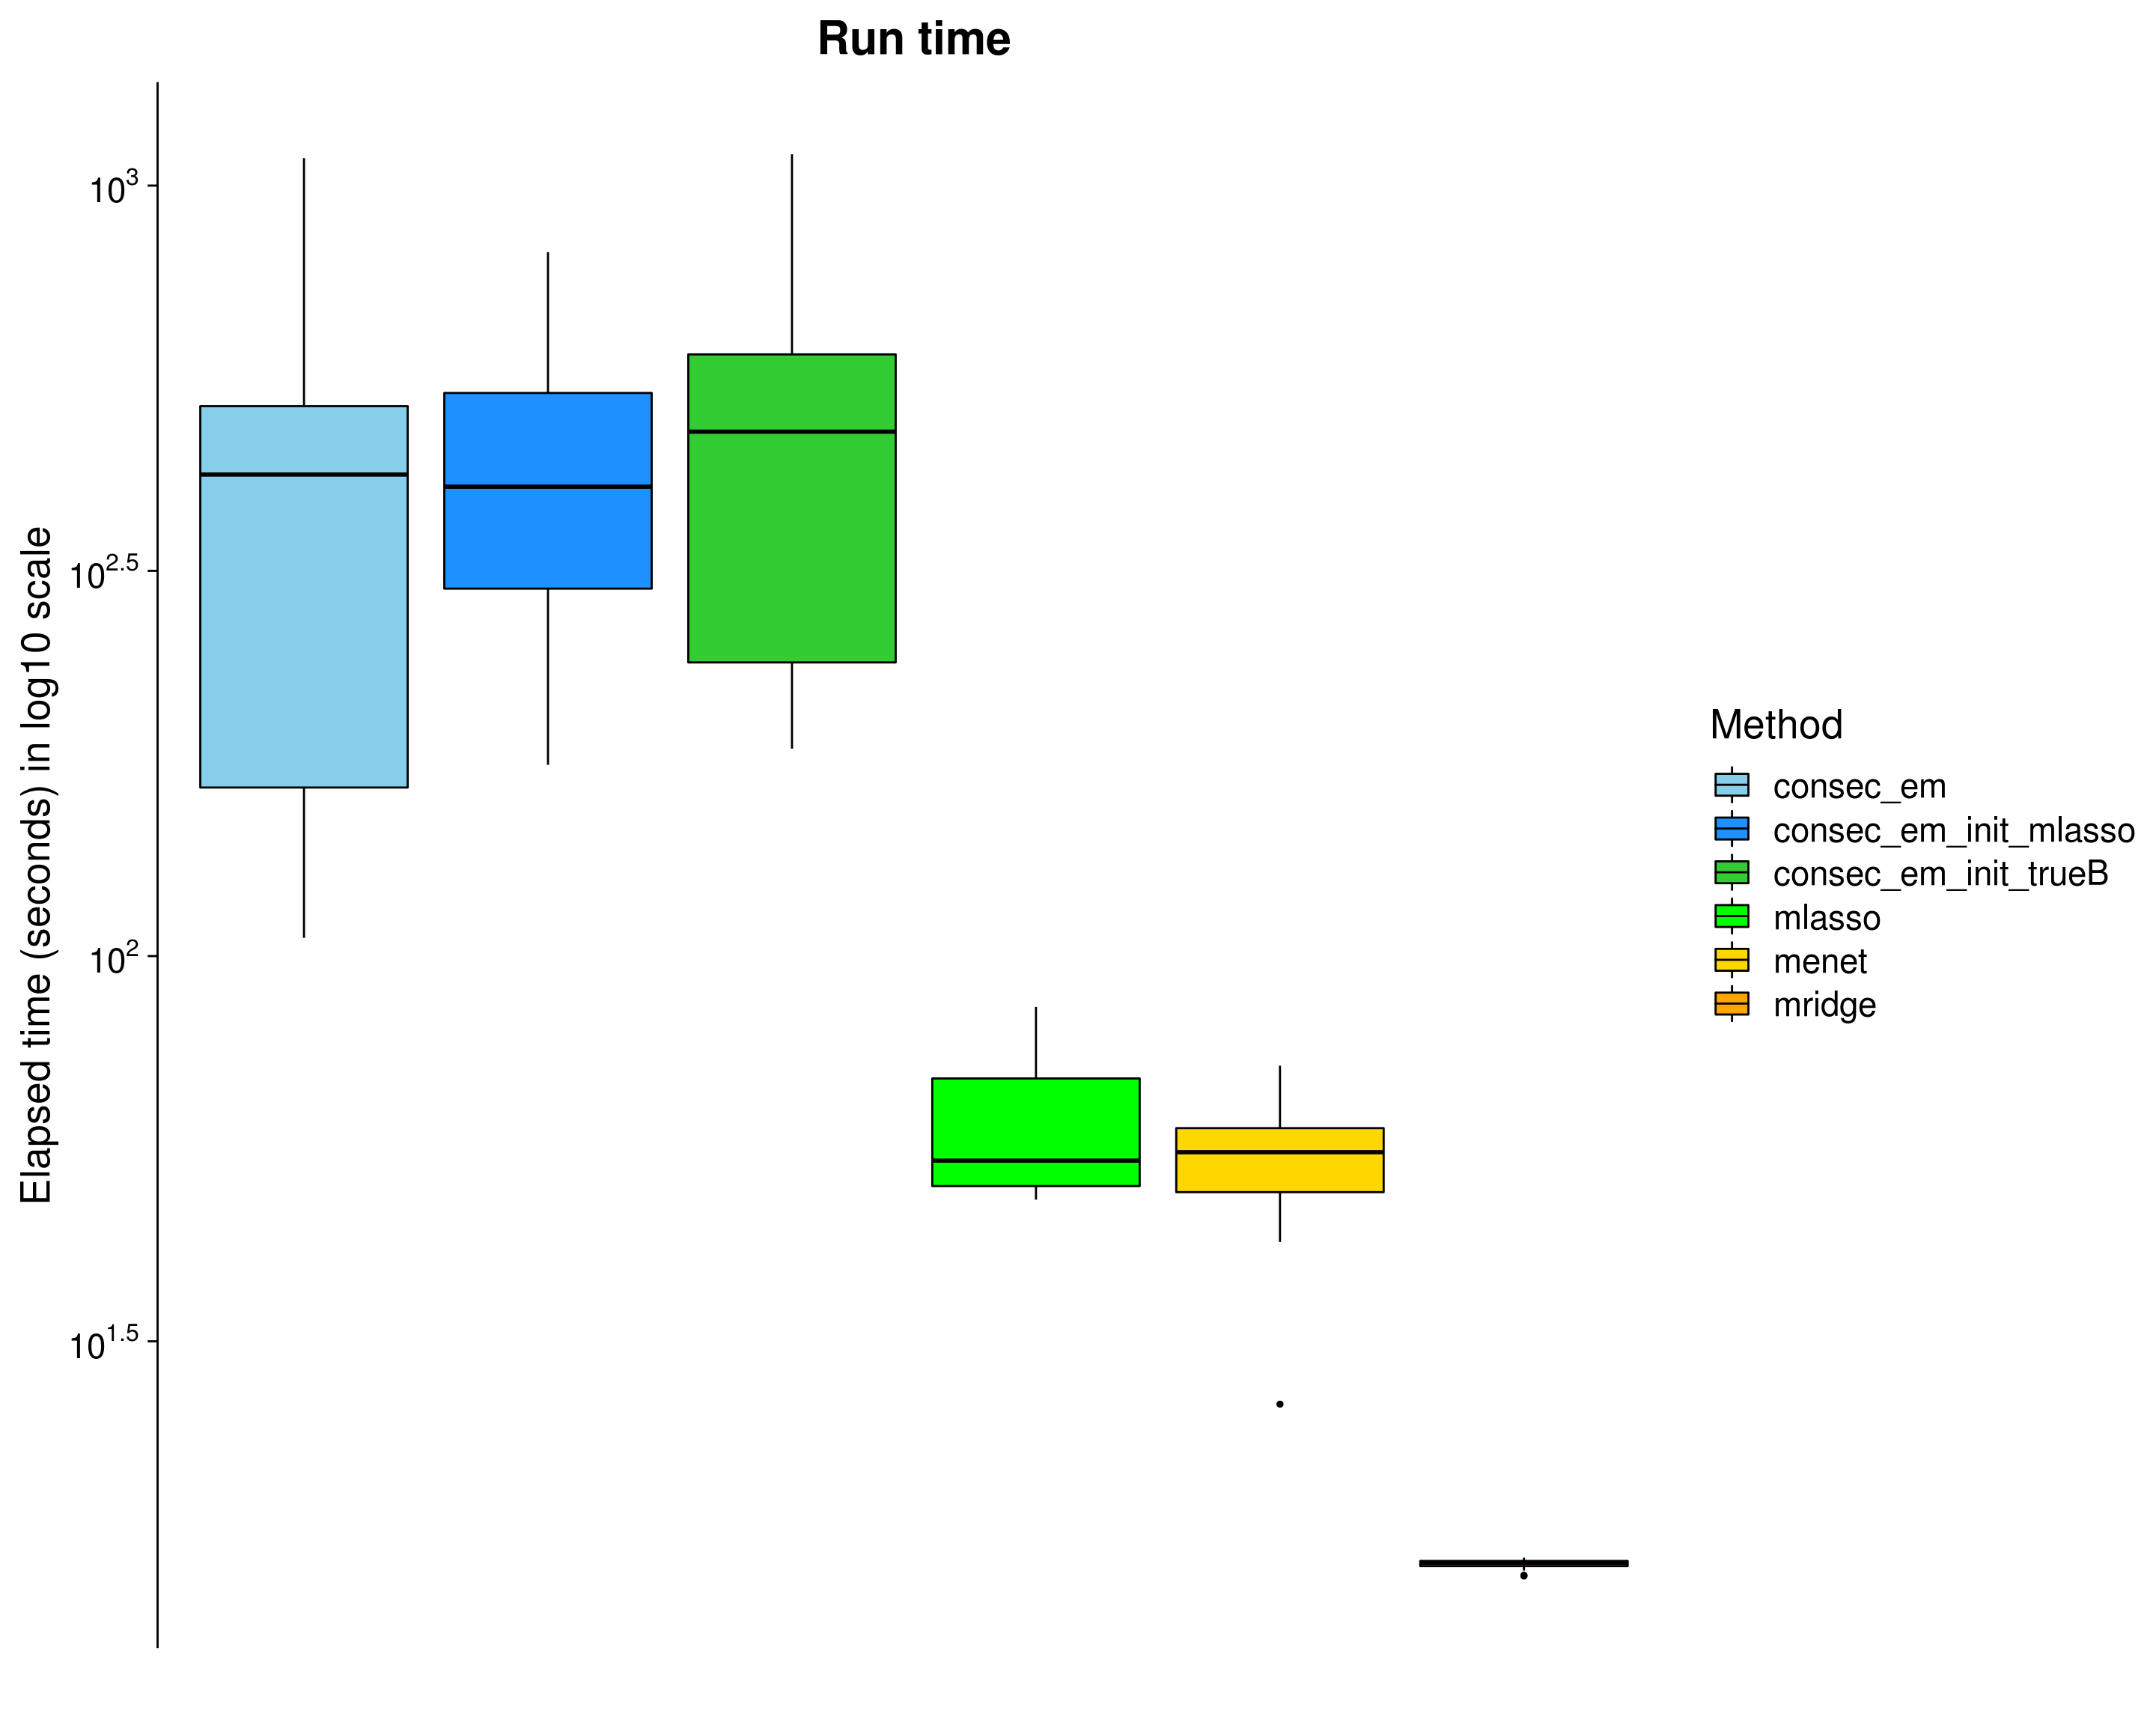 Run time
Elapsed time (seconds) in log10 scale
10^3
10^2.5
10^2
10^1.5
Method
consec_em
consec_em_init_mlasso
consec_em_init_trueB
mlasso
menet
mridge